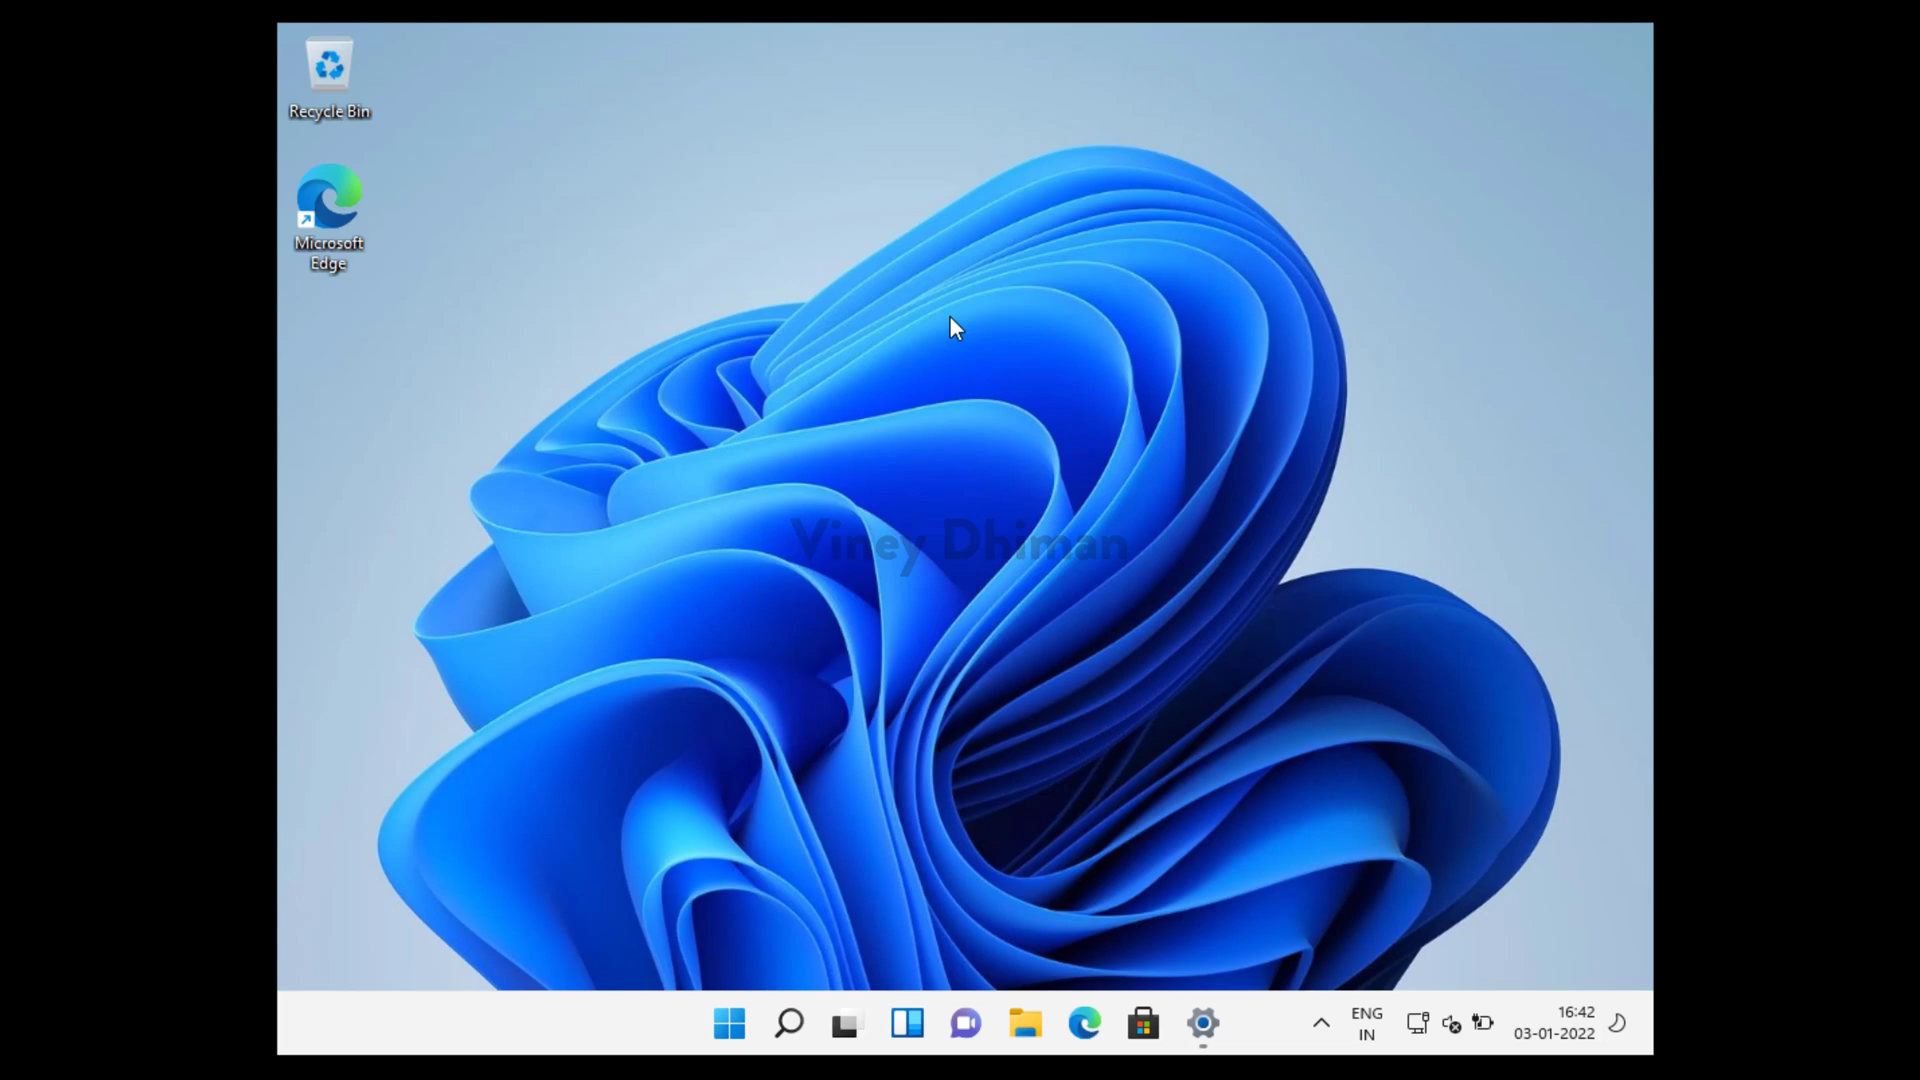 Recycle Bin
Microsoft
Edge
Viney Dhiman
ENG
IN
16:42
03-01-2022